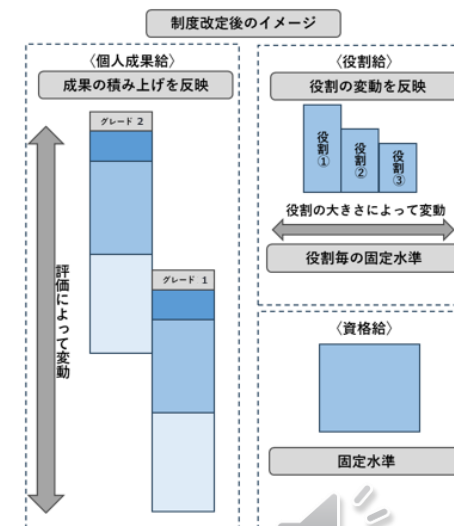 制度改定後のイメージ
〈個人成果給〉
成果の積み上げを反映
グレード 2
グレード 1
評価によって変動
〈役割給〉
役割の変動を反映
役割①
役割②
役割③
役割の大きさによって変動
役割毎の固定水準
〈資格給〉
固定水準